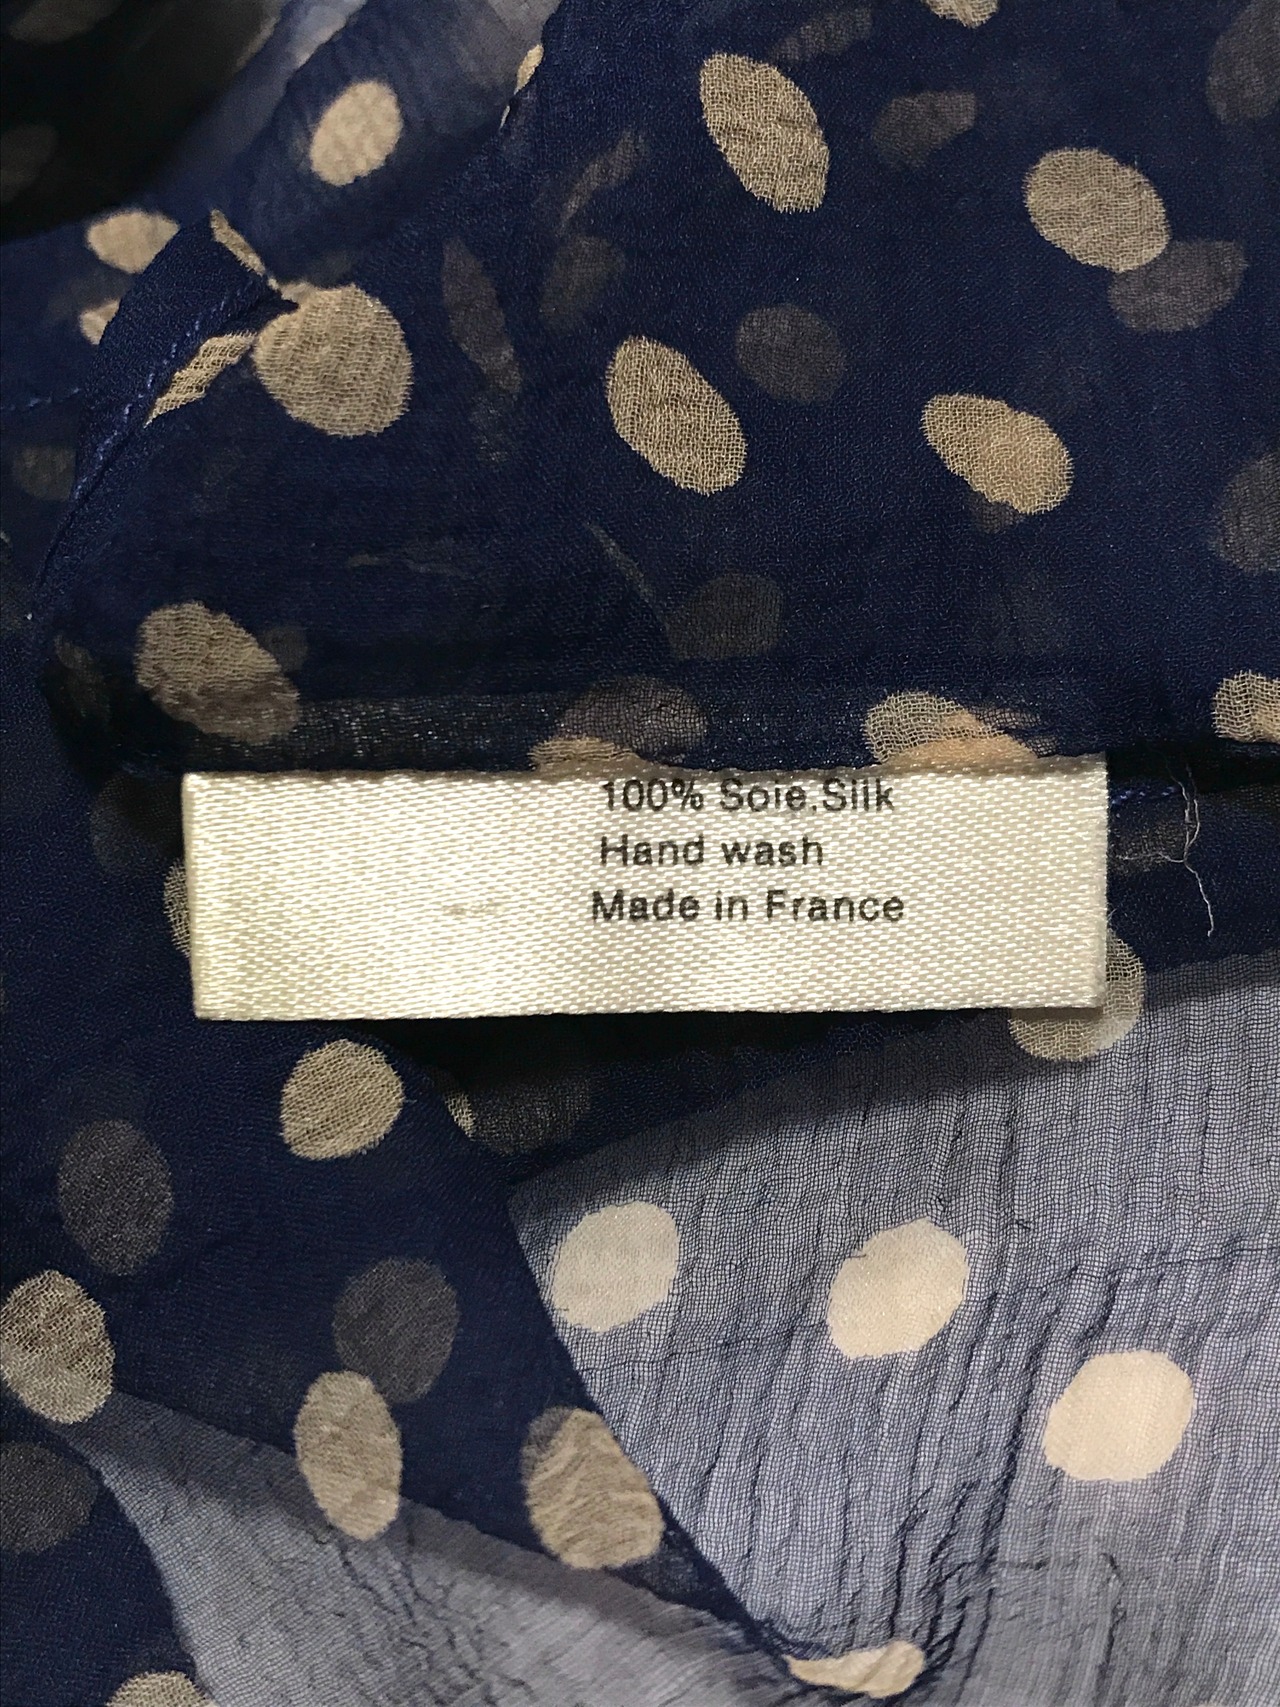 100% Soie.Silk
Hand wash
Made in France